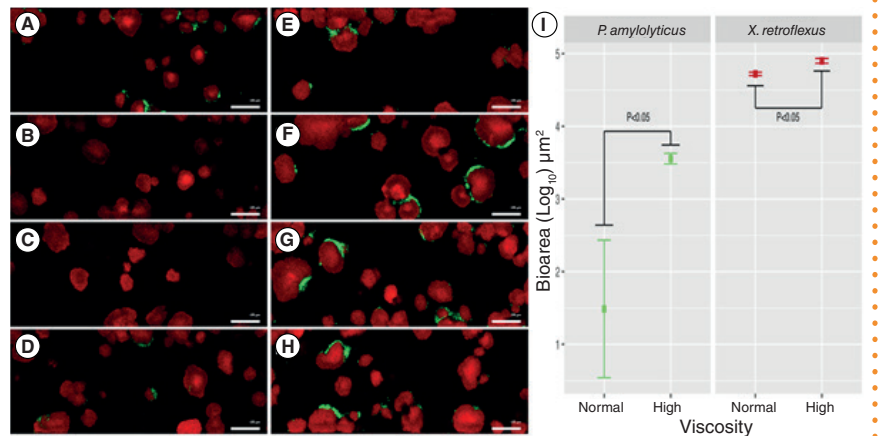 A
B
C
D
E
F
G
H
I
P. amylolyticus
X. retroflexus
Bioarea (Log10) µm2
5
4
3
2
1
P<0.05
P<0.05
Normal
High
Normal
High
Viscosity